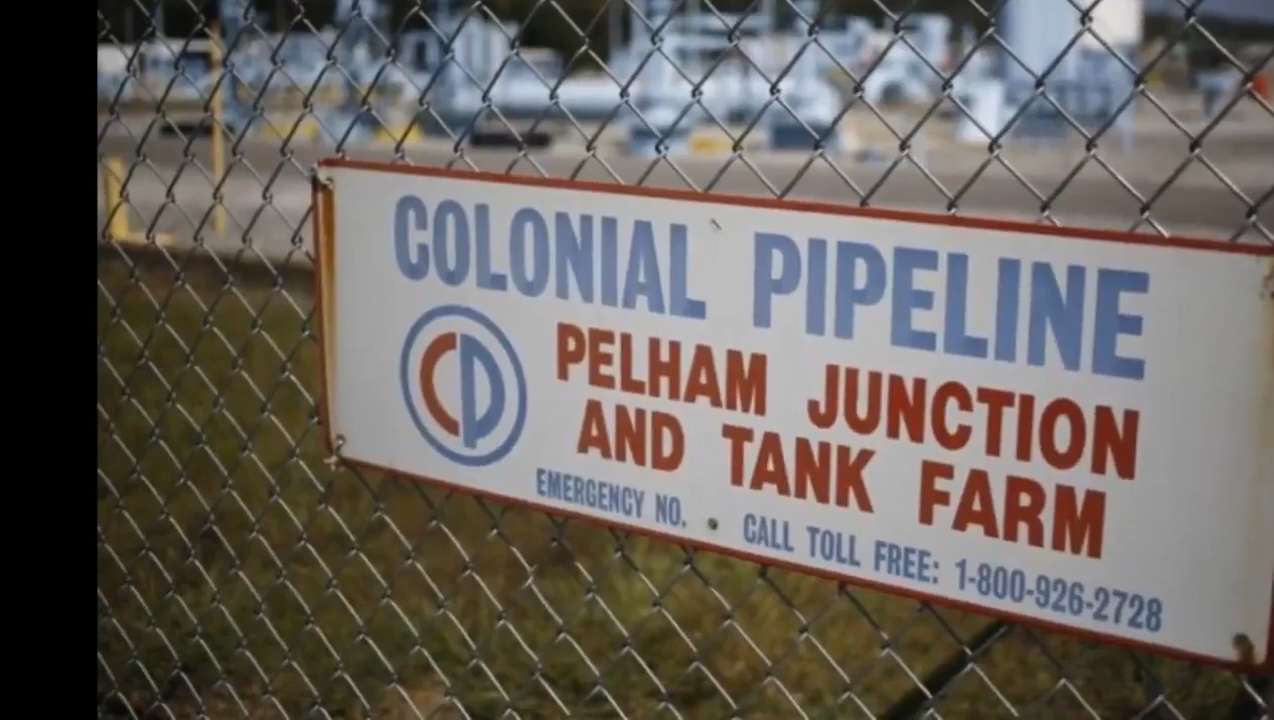 COLONIAL PIPELINE
CP
PELHAM JUNCTION
AND TANK FARM
EMERGENCY NO. • CALL TOLL FREE: 1-800-926-2728